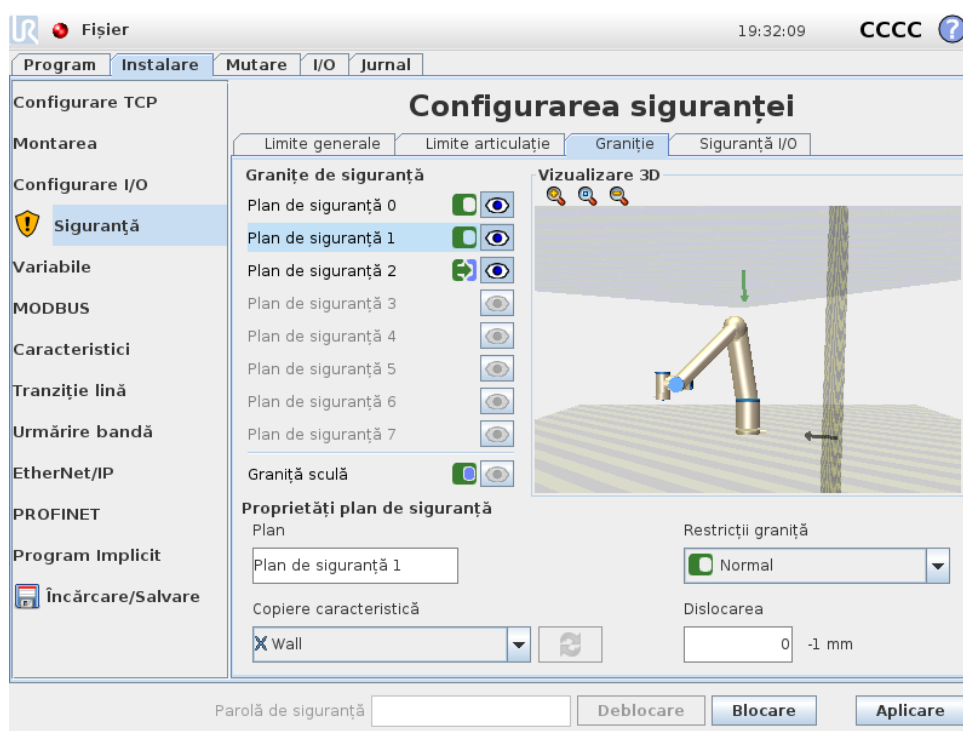 UR Fișier 19:32:09 CCCC ?
Program Instalare Mutare I/O Jurnal
Configurare TCP
Montarea
Configurare I/O
Siguranţă
Variabile
MODBUS
Caracteristici
Tranziție lină
Urmărire bandă
EtherNet/IP
PROFINET
Program Implicit
Încărcare/Salvare
Configurarea siguranței
Limite generale Limite articulație Graniție Siguranță I/O
Granițe de siguranță
Plan de siguranță 0
Plan de siguranță 1
Plan de siguranță 2
Plan de siguranță 3
Plan de siguranță 4
Plan de siguranță 5
Plan de siguranță 6
Plan de siguranță 7
Graniță sculă
Vizualizare 3D
Proprietăți plan de siguranță
Plan
Plan de siguranță 1
Restricții graniță
Normal
Copiere caracteristică
Wall
Dislocarea
0 -1 mm
Parolă de siguranță Deblocare Blocare Aplicare